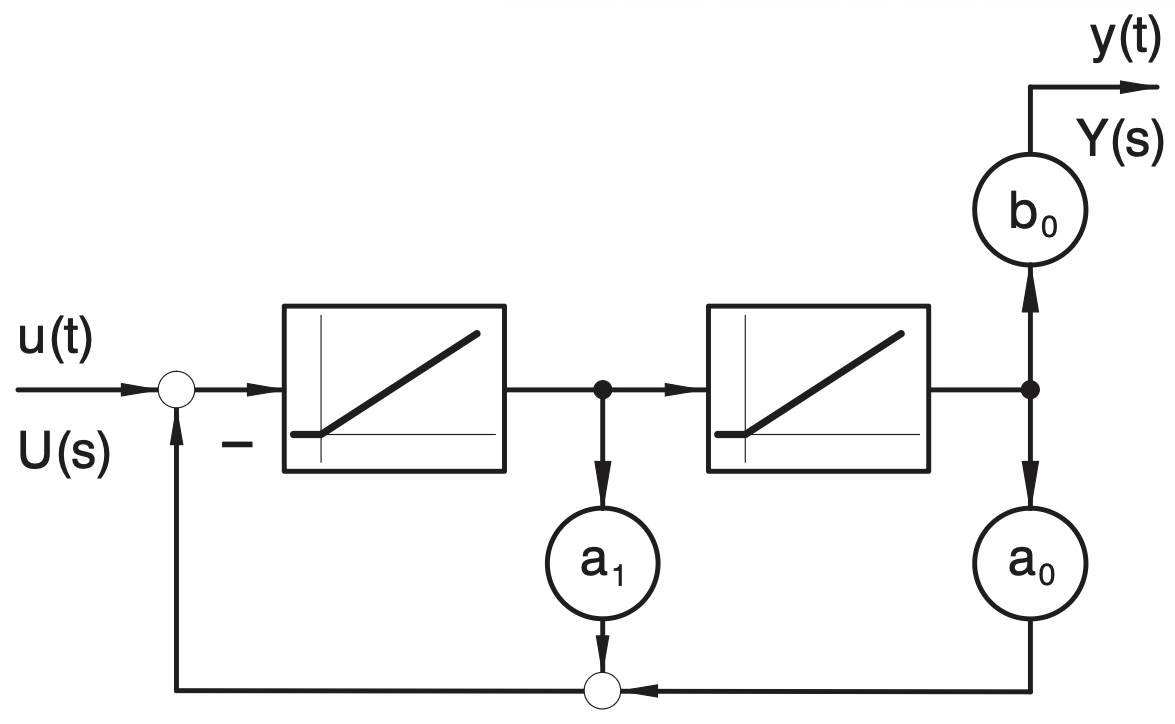 y(t)
Y(s)
b₀
u(t)
U(s)
–
a₁
a₀